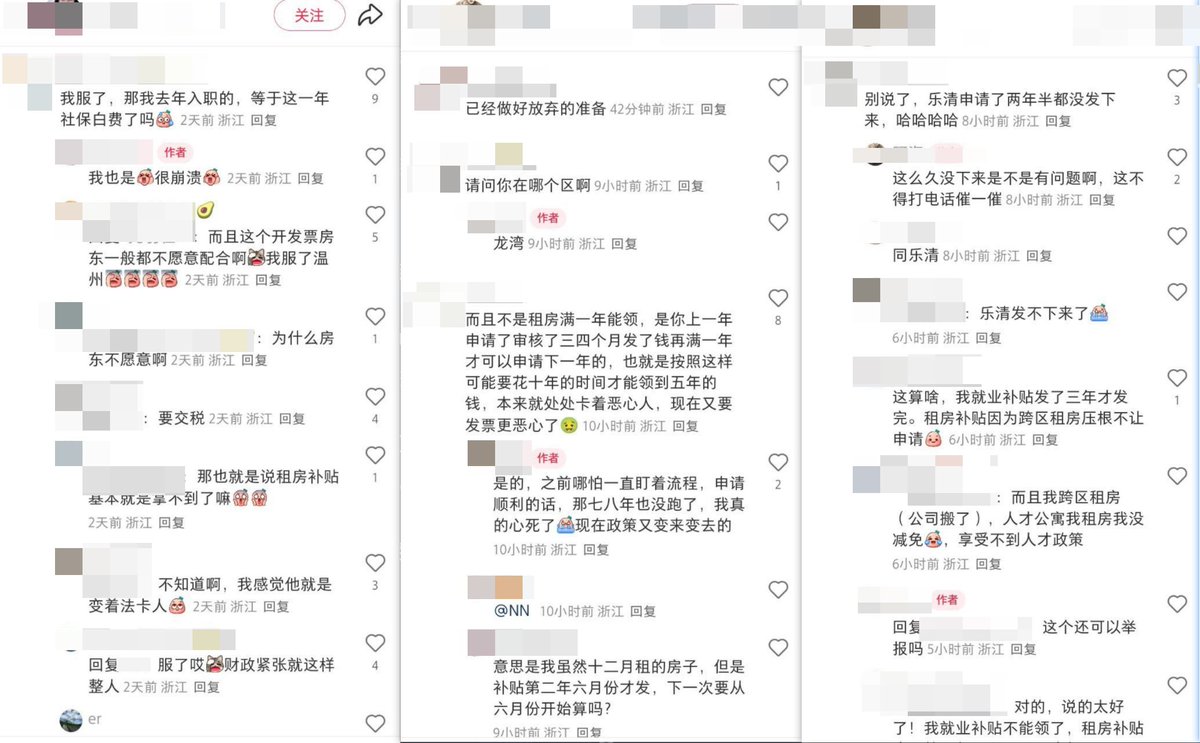 关注
我服了，那我去年入职的，等于这一年
社保白费了吗 2天前 浙江 回复
9
作者
我也是很崩溃 2天前 浙江 回复
1
：而且这个开发票房
东一般都不愿意配合啊我服了温
州 2天前 浙江 回复
5
：为什么房
东不愿意啊 2天前 浙江 回复
1
：要交税 2天前 浙江 回复
4
那也就是说租房补贴
基本就是拿不到了嘛
2天前 浙江 回复
1
不知道啊，我感觉他就是
变着法卡人 2天前 浙江 回复
3
回复 服了哎财政紧张就这样
整人 2天前 浙江 回复
4
er
已经做好放弃的准备 42分钟前 浙江 回复
请问你在哪个区啊 9小时前 浙江 回复
1
作者
龙湾 9小时前 浙江 回复
而且不是租房满一年能领，是你上一年
申请了审核了三四个月发了钱再满一年
才可以申请下一年的，也就是按照这样
可能要花十年的时间才能领到五年的
钱，本来就处处卡着恶心人，现在又要
发票更恶心了 10小时前 浙江 回复
8
作者
是的，之前哪怕一直盯着流程，申请
顺利的话，那七八年也没跑了，我真
的心死了现在政策又变来变去的
10小时前 浙江 回复
2
@NN 10小时前 浙江 回复
意思是我虽然十二月租的房子，但是
补贴第二年六月份才发，下一次要从
六月份开始算吗？
9小时前 浙江 回复
别说了，乐清申请了两年半都没发下
来，哈哈哈哈 8小时前 浙江 回复
3
这么久没下来是不是有问题啊，这不
得打电话催一催 8小时前 浙江 回复
2
同乐清 8小时前 浙江 回复
：乐清发不下来了
6小时前 浙江 回复
这算啥，我就业补贴发了三年才发
完。租房补贴因为跨区租房压根不让
申请 6小时前 浙江 回复
1
：而且我跨区租房
（公司搬了），人才公寓我租房我没
减免，享受不到人才政策
6小时前 浙江 回复
作者
回复 这个还可以举
报吗 5小时前 浙江 回复
对的，说的太好
了！我就业补贴不能领了，租房补贴